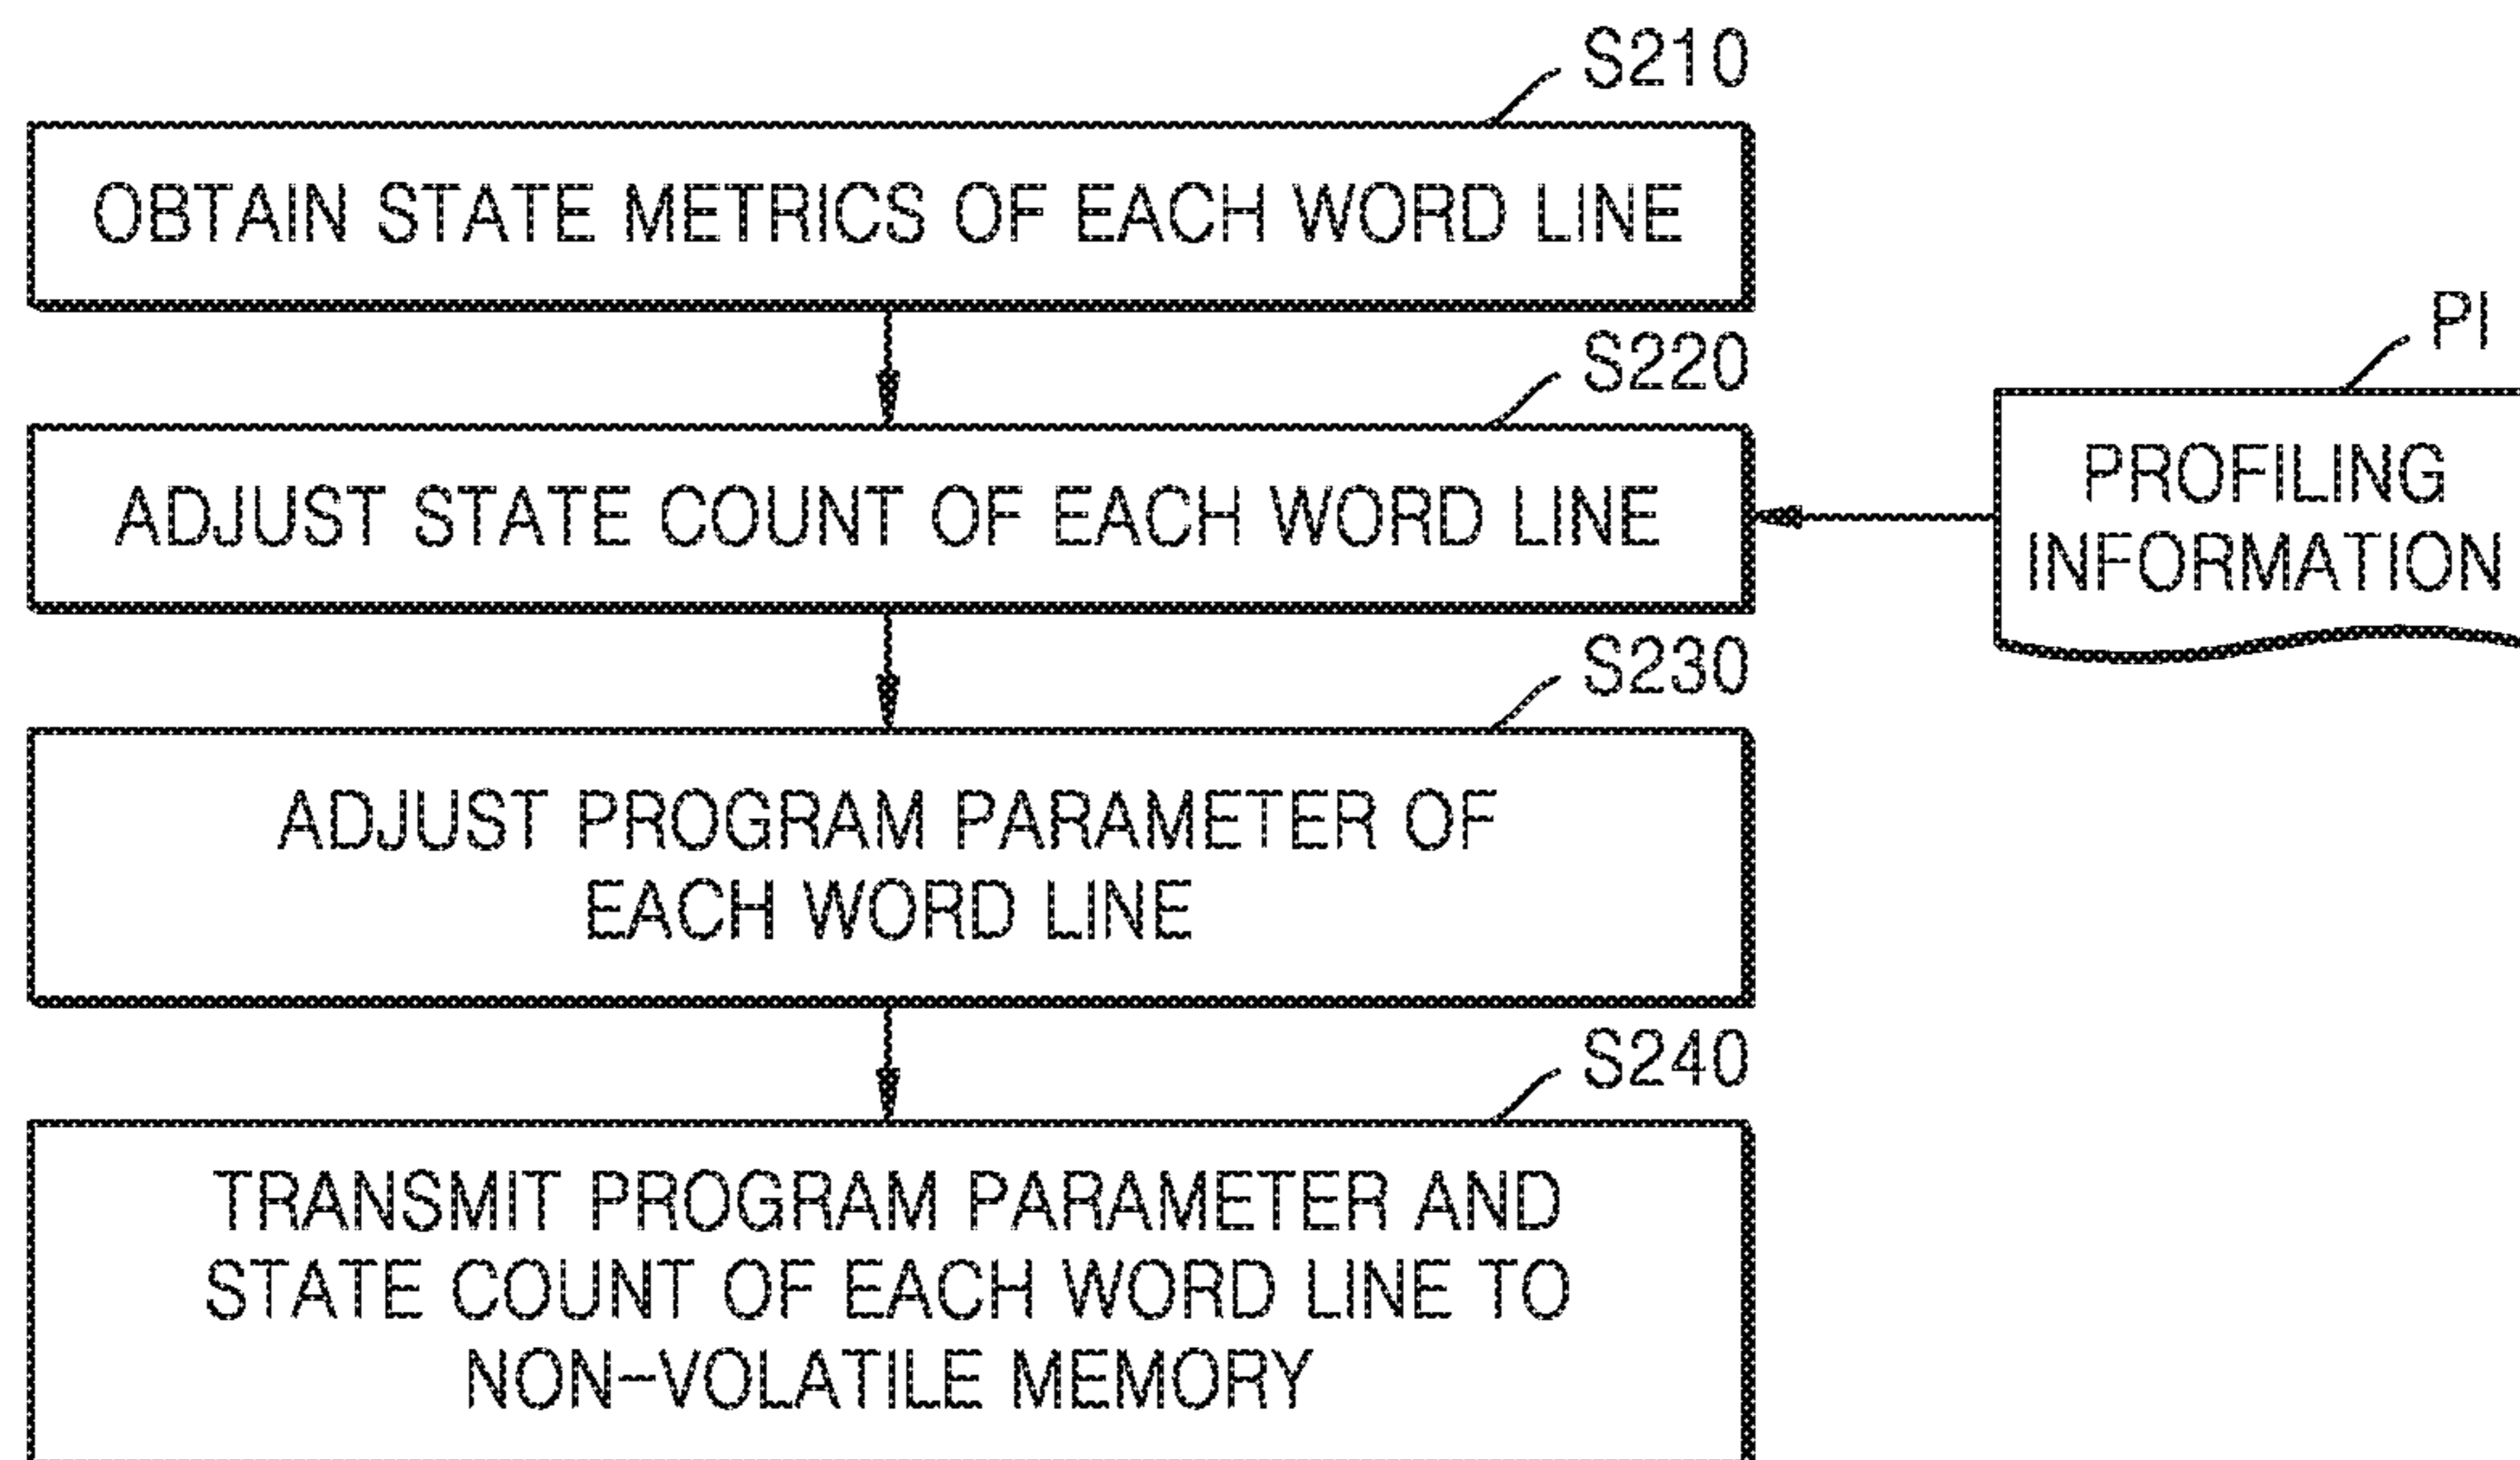 S210
OBTAIN STATE METRICS OF EACH WORD LINE
S220
ADJUST STATE COUNT OF EACH WORD LINE
PI
PROFILING
INFORMATION
S230
ADJUST PROGRAM PARAMETER OF
EACH WORD LINE
S240
TRANSMIT PROGRAM PARAMETER AND
STATE COUNT OF EACH WORD LINE TO
NON-VOLATILE MEMORY